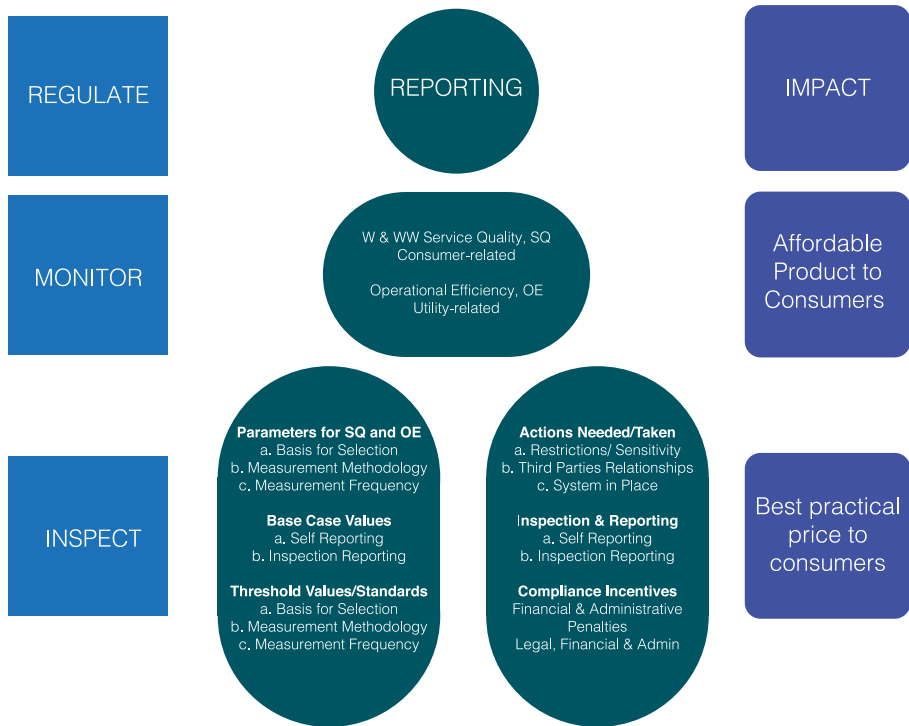 REGULATE
REPORTING
IMPACT
MONITOR
W & WW Service Quality, SQ
Consumer-related
Operational Efficiency, OE
Utility-related
Affordable
Product to
Consumers
INSPECT
Parameters for SQ and OE
a. Basis for Selection
b. Measurement Methodology
c. Measurement Frequency
Base Case Values
a. Self Reporting
b. Inspection Reporting
Threshold Values/Standards
a. Basis for Selection
b. Measurement Methodology
c. Measurement Frequency
Actions Needed/Taken
a. Restrictions/ Sensitivity
b. Third Parties Relationships
c. System in Place
Inspection & Reporting
a. Self Reporting
b. Inspection Reporting
Compliance Incentives
Financial & Administrative
Penalties
Legal, Financial & Admin
Best practical
price to
consumers